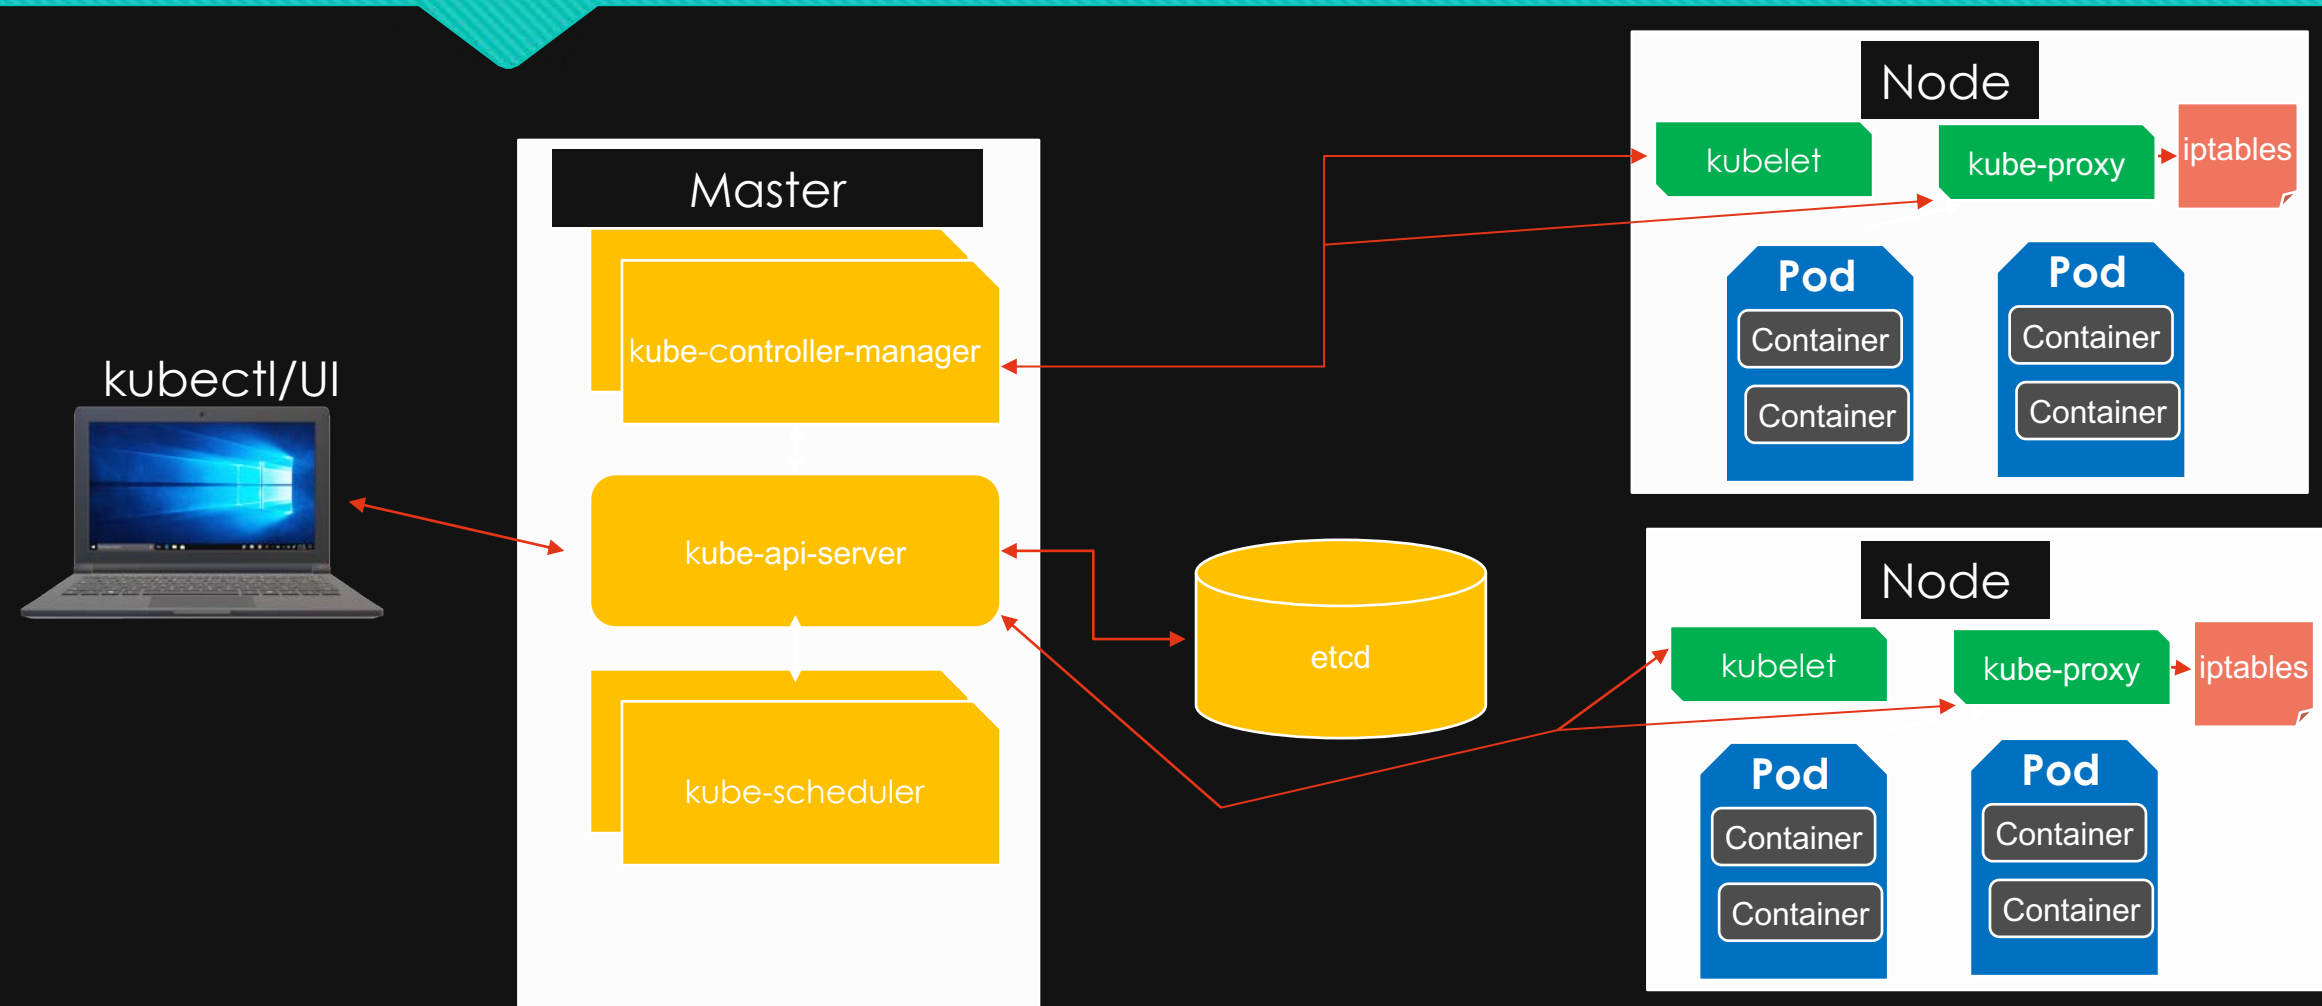 kubectl/UI
Master
kube-controller-manager
kube-api-server
kube-scheduler
etcd
Node
kubelet
kube-proxy
iptables
Pod
Container
Container
Pod
Container
Container
Node
kubelet
kube-proxy
iptables
Pod
Container
Container
Pod
Container
Container